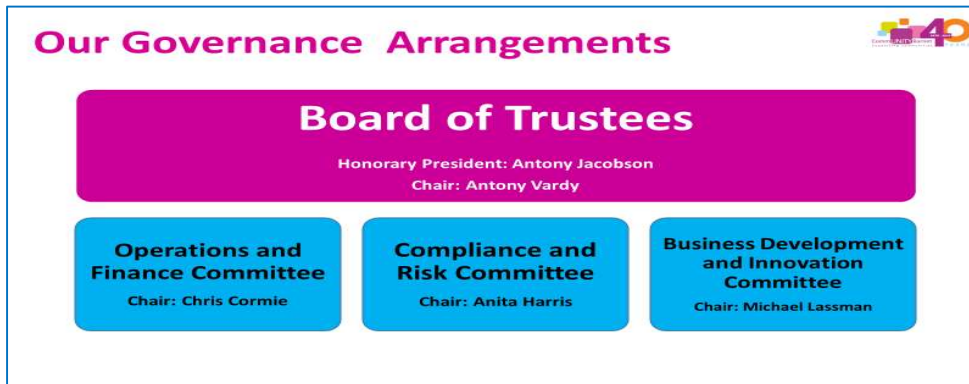 Our Governance Arrangements
40
Board of Trustees
Honorary President: Antony Jacobson
Chair: Antony Vardy
Operations and
Finance Committee
Chair: Chris Cormie
Compliance and
Risk Committee
Chair: Anita Harris
Business Development
and Innovation
Committee
Chair: Michael Lassman